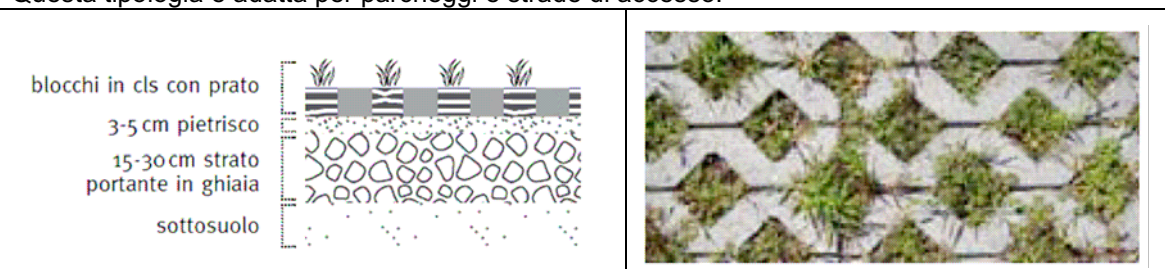 Questa tipologia è adatta per parcheggi e strade di accesso.
blocchi in cls con prato
3-5 cm pietrisco
15-30 cm strato
portante in ghiaia
sottosuolo